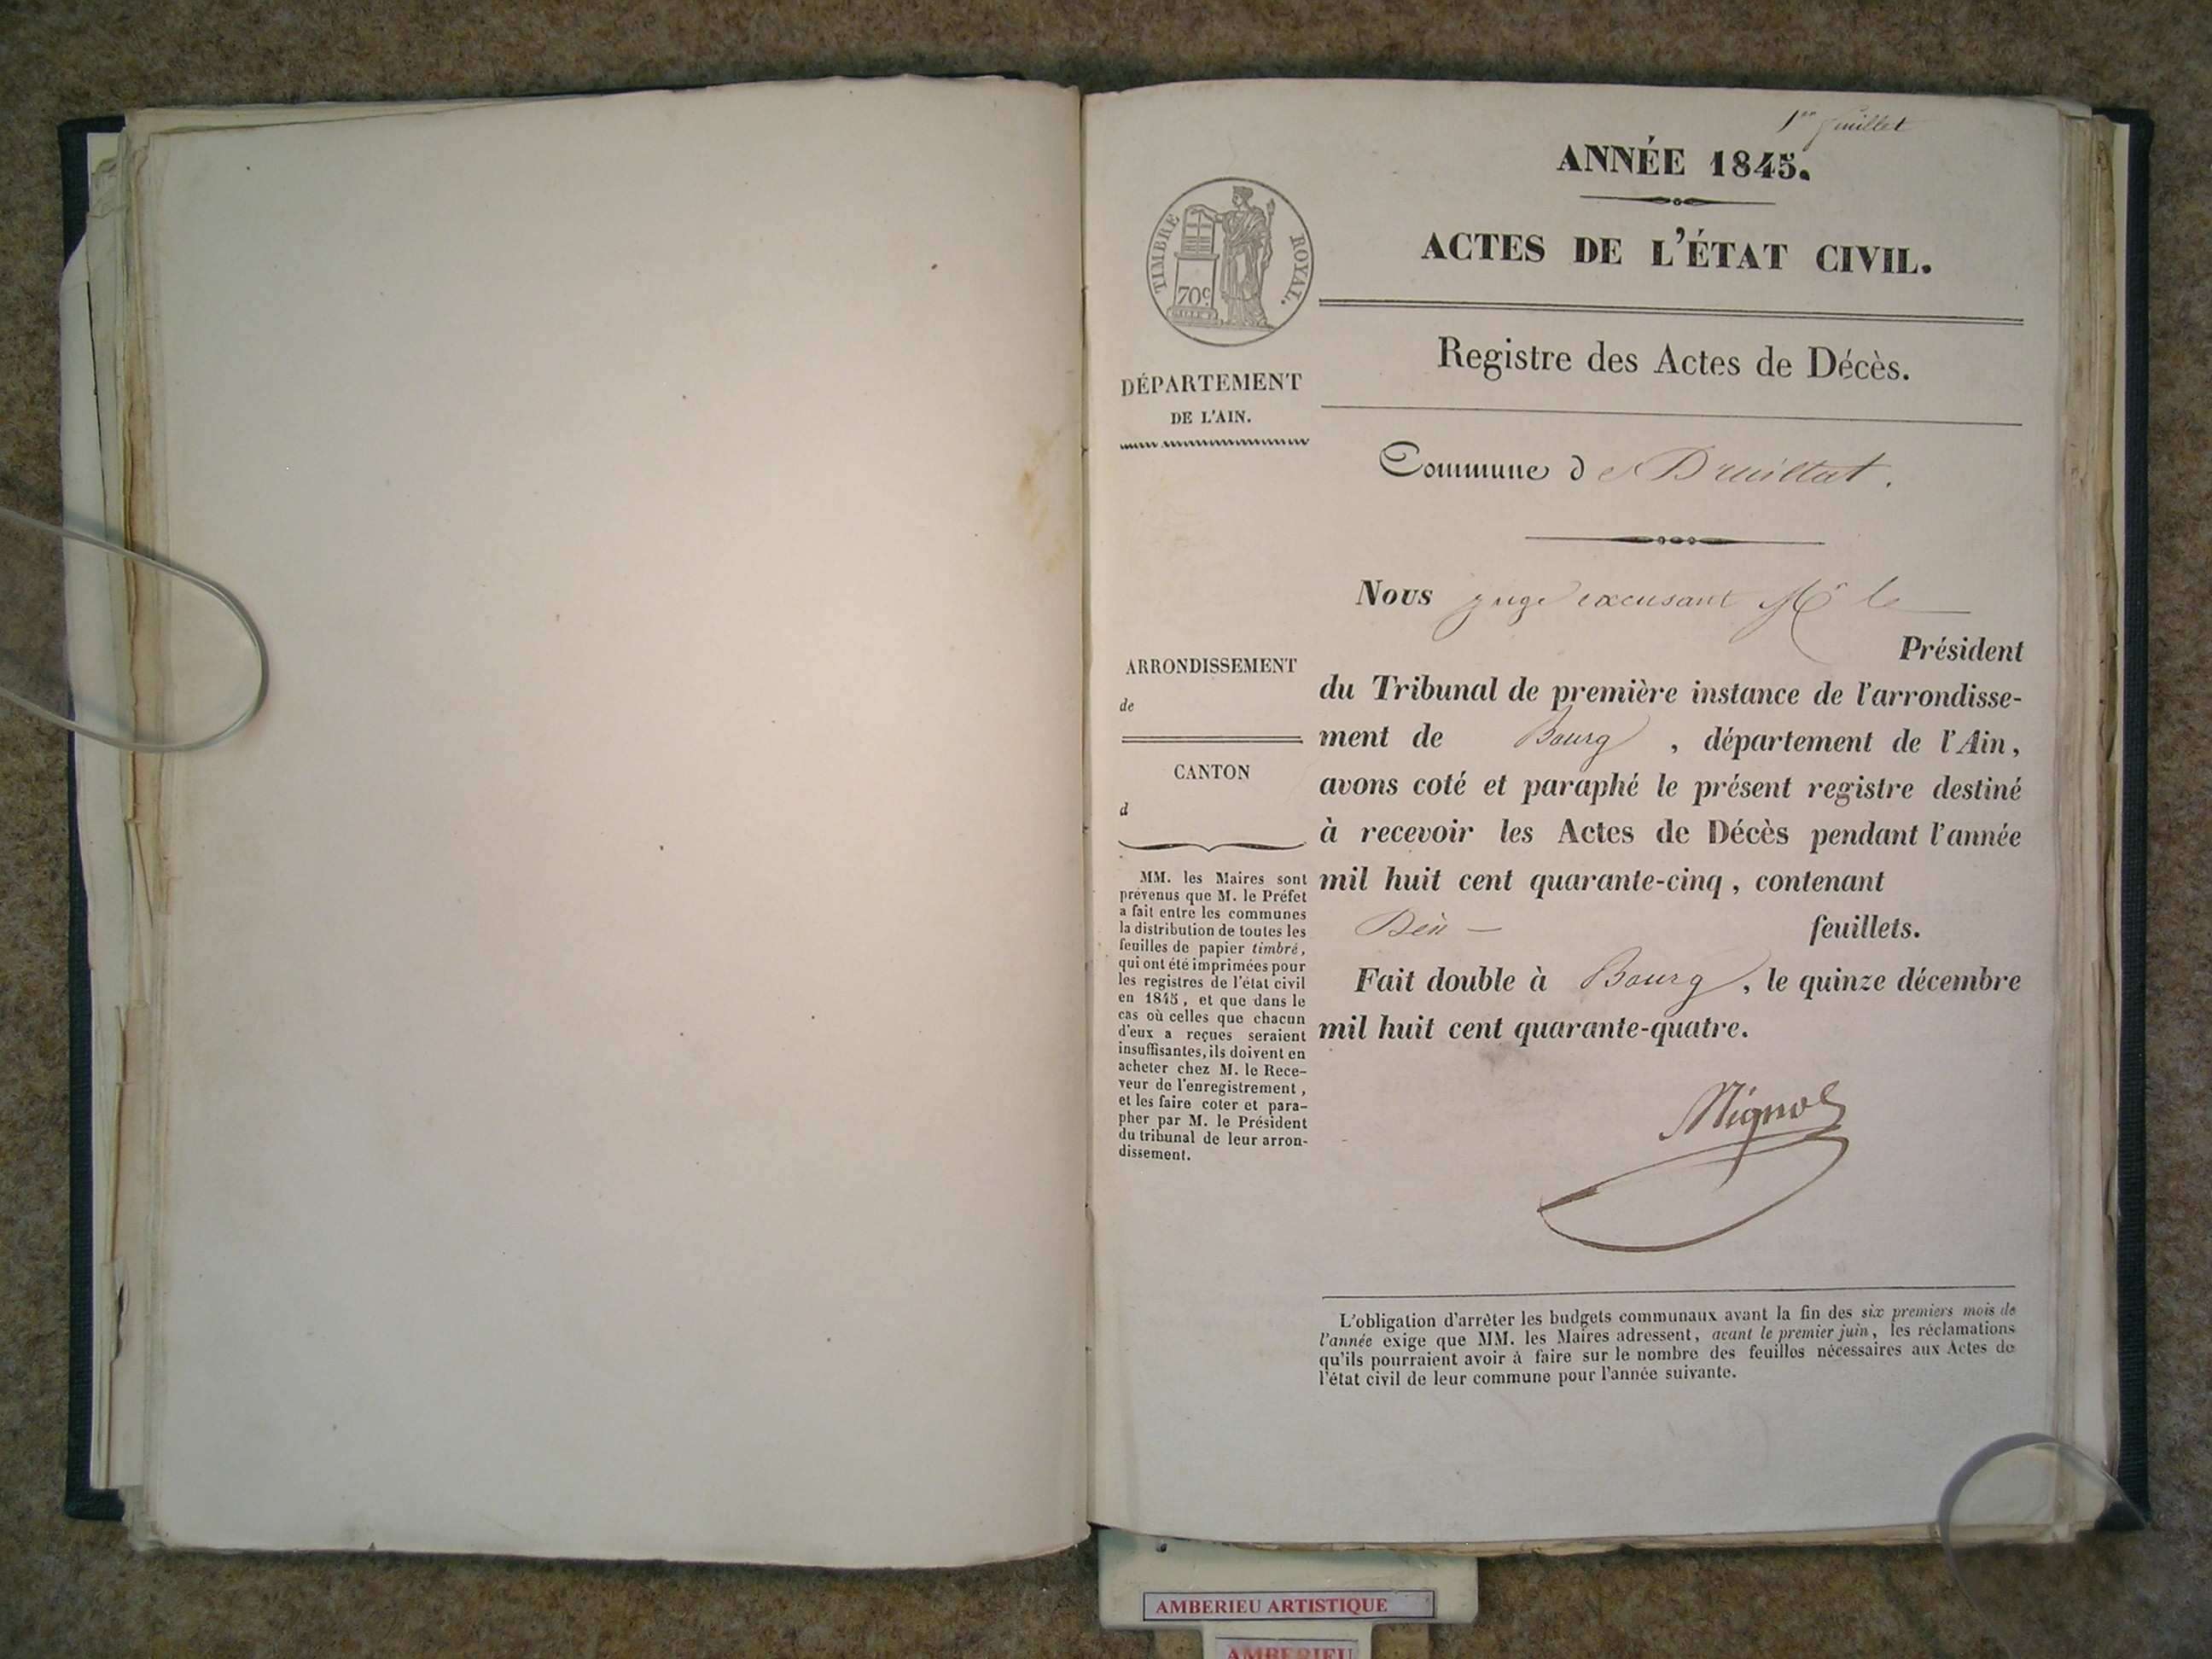 1er feuillet
ANNÉE 1845.
ACTES DE L'ÉTAT CIVIL.
TIMBRE ROYAL.
70c
Registre des Actes de Décès.
DÉPARTEMENT
DE L'AIN.
Commune de Druillat.
Nous juge excusant Mr le
Président
du Tribunal de première instance de l'arrondisse-
ment de Bourg, département de l'Ain,
avons coté et paraphé le présent registre destiné
à recevoir les Actes de Décès pendant l'année
mil huit cent quarante-cinq, contenant
feuillets.
Fait double à Bourg, le quinze décembre
mil huit cent quarante-quatre.
ARRONDISSEMENT
de
CANTON
d
MM. les Maires sont
prévenus que M. le Préfet
a fait entre les communes
la distribution de toutes les
feuilles de papier timbré,
qui ont été imprimées pour
les registres de l'état civil
en 1845, et que dans le
cas où celles que chacun
d'eux a reçues seraient
insuffisantes, ils doivent en
acheter chez M. le Rece-
veur de l'enregistrement,
et les faire coter et para-
pher par M. le Président
du tribunal de leur arron-
dissement.
L'obligation d'arrêter les budgets communaux avant la fin des six premiers mois de
l'année exige que MM. les Maires adressent, avant le premier juin, les réclamations
qu'ils pourraient avoir à faire sur le nombre des feuilles nécessaires aux Actes de
l'état civil de leur commune pour l'année suivante.
AMBERIEU ARTISTIQUE
AMBERIEU